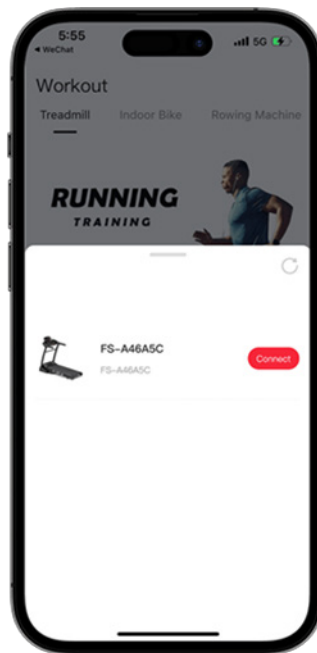 5:55
5G
◀ WeChat
Workout
Treadmill Indoor Bike Rowing Machine
RUNNING
TRAINING
FS-A46A5C
FS-A46A5C
Connect